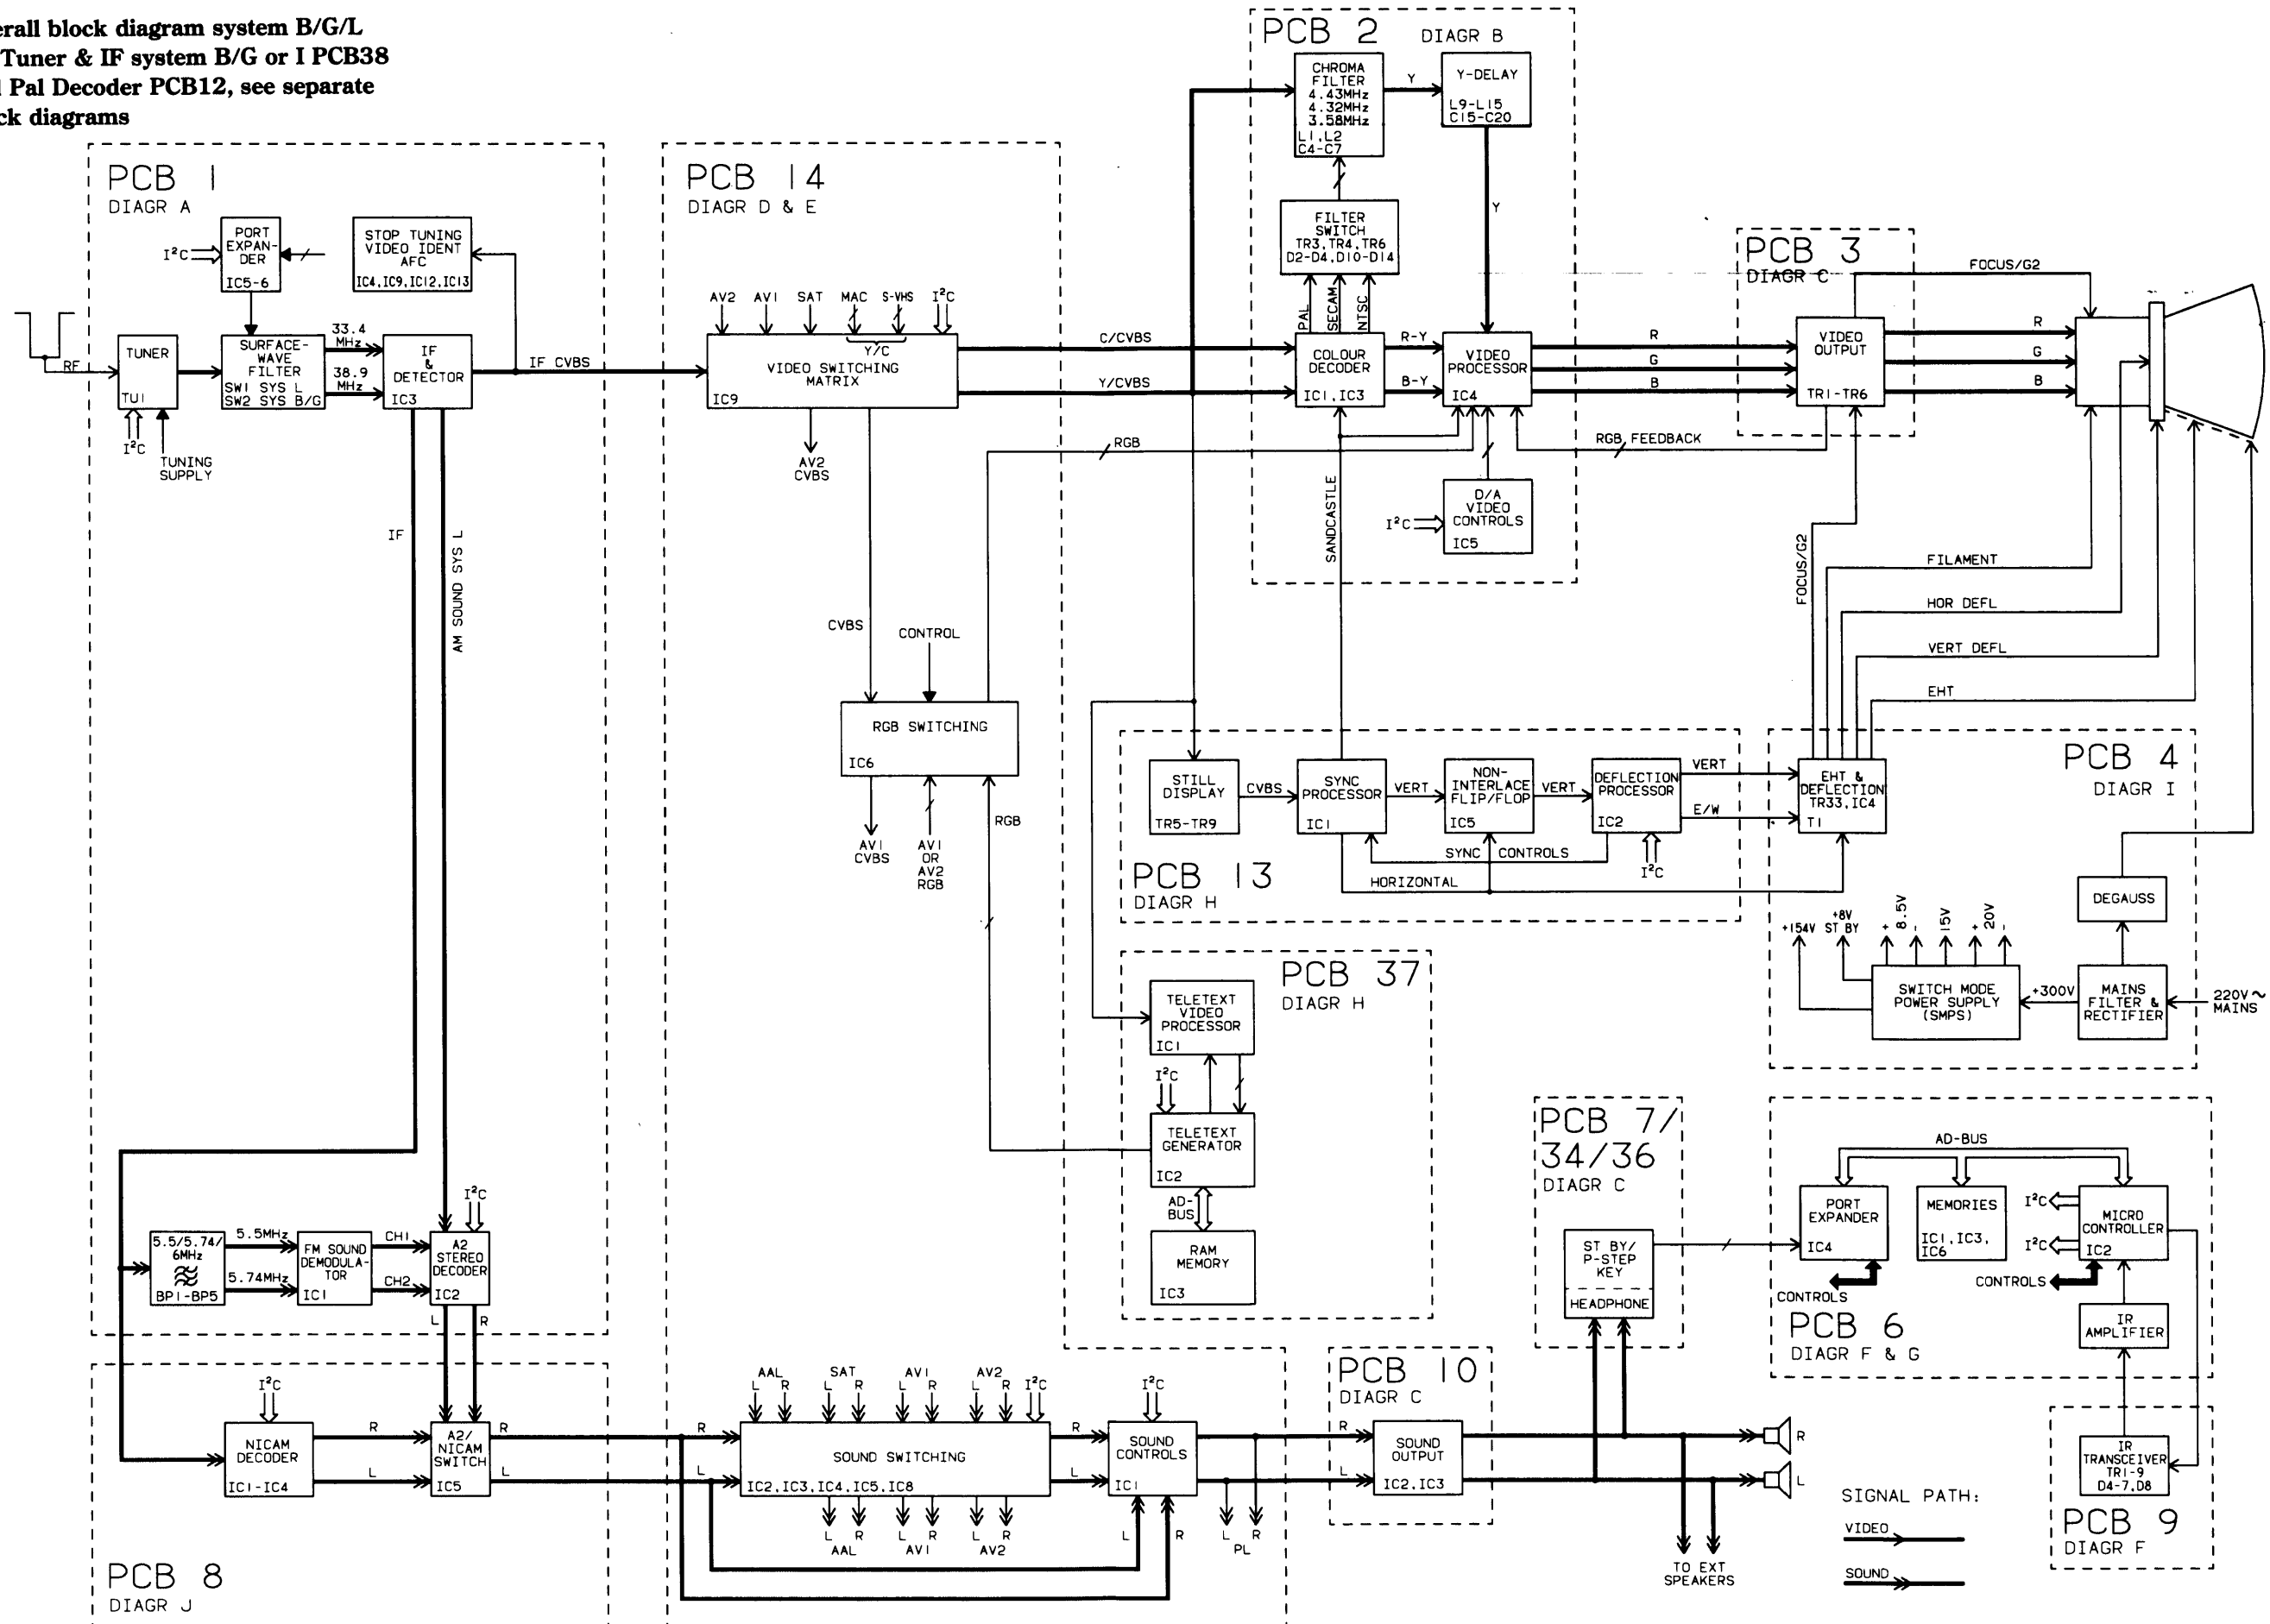 erall block diagram system B/G/L
Tuner & IF system B/G or I PCB38
l Pal Decoder PCB12, see separate
ck diagrams
PCB 1
DIAGR A
PORT
EXPAN-
DER
IC5-6
I²C
STOP TUNING
VIDEO IDENT
AFC
IC4,IC9,IC12,IC13
RF
TUNER
TU1
I²C
TUNING
SUPPLY
SURFACE-
WAVE
FILTER
SW1 SYS L
SW2 SYS B/G
33.4
MHz
38.9
MHz
IF
&
DETECTOR
IC3
IF CVBS
IF
AM SOUND SYS L
5.5/5.74/
6MHz
BP1-BP5
5.5MHz
5.74MHz
FM SOUND
DEMODULA-
TOR
IC1
CH1
CH2
I²C
A2
STEREO
DECODER
IC2
L
R
PCB 14
DIAGR D & E
AV2
AV1
SAT
MAC
S-VHS
I²C
Y/C
VIDEO SWITCHING
MATRIX
IC9
C/CVBS
Y/CVBS
AV2
CVBS
CVBS
CONTROL
RGB SWITCHING
IC6
AV1
CVBS
AV1
OR
AV2
RGB
RGB
RGB
PCB 2
DIAGR B
CHROMA
FILTER
4.43MHz
4.32MHz
3.58MHz
L1,L2
C4-C7
Y
Y-DELAY
L9-L15
C15-C20
Y
FILTER
SWITCH
TR3,TR4,TR6
D2-D4,D10-D14
PAL
SECAM
NTSC
COLOUR
DECODER
IC1,IC3
R-Y
B-Y
VIDEO
PROCESSOR
IC4
R
G
B
SANDCASTLE
D/A
VIDEO
CONTROLS
IC5
I²C
RGB FEEDBACK
PCB 3
DIAGR C
VIDEO
OUTPUT
TR1-TR6
FOCUS/G2
R
G
B
FOCUS/G2
FILAMENT
HOR DEFL
VERT DEFL
EHT
PCB 13
DIAGR H
STILL
DISPLAY
TR5-TR9
CVBS
SYNC
PROCESSOR
IC1
VERT
NON-
INTERLACE
FLIP/FLOP
IC5
VERT
DEFLECTION
PROCESSOR
IC2
VERT
E/W
SYNC CONTROLS
I²C
HORIZONTAL
PCB 4
DIAGR I
EHT &
DEFLECTION
TR33,IC4
T1
DEGAUSS
+154V
+8V
ST BY
+
8.5V
-
15V
+
20V
-
SWITCH MODE
POWER SUPPLY
(SMPS)
+300V
MAINS
FILTER &
RECTIFIER
220V~
MAINS
PCB 37
DIAGR H
TELETEXT
VIDEO
PROCESSOR
IC1
I²C
TELETEXT
GENERATOR
IC2
AD-
BUS
RAM
MEMORY
IC3
PCB 7/
34/36
DIAGR C
ST BY/
P-STEP
KEY
HEADPHONE
AD-BUS
PORT
EXPANDER
IC4
MEMORIES
IC1,IC3,
IC6
I²C
I²C
MICRO
CONTROLLER
IC2
CONTROLS
CONTROLS
PCB 6
DIAGR F & G
IR
AMPLIFIER
IR
TRANSCEIVER
TR1-9
D4-7,D8
PCB 9
DIAGR F
PCB 8
DIAGR J
I²C
NICAM
DECODER
IC1-IC4
R
L
A2/
NICAM
SWITCH
IC5
R
L
R
L
AAL
L R
SAT
L R
AV1
L R
AV2
L R
I²C
SOUND SWITCHING
IC2,IC3,IC4,IC5,IC8
L R
AAL
L R
AV1
L R
AV2
R
L
I²C
SOUND
CONTROLS
IC1
L
R
L R
PL
PCB 10
DIAGR C
R
L
SOUND
OUTPUT
IC2,IC3
R
L
TO EXT
SPEAKERS
SIGNAL PATH:
VIDEO
SOUND